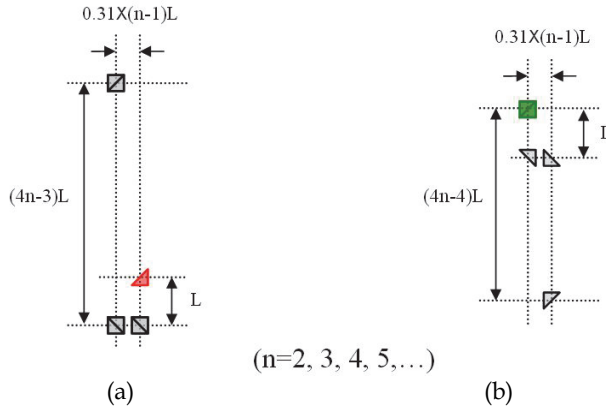 0.31X(n-1)L
0.31X(n-1)L
(4n-3)L
L
(4n-4)L
L
(n=2, 3, 4, 5,…)
(a)
(b)